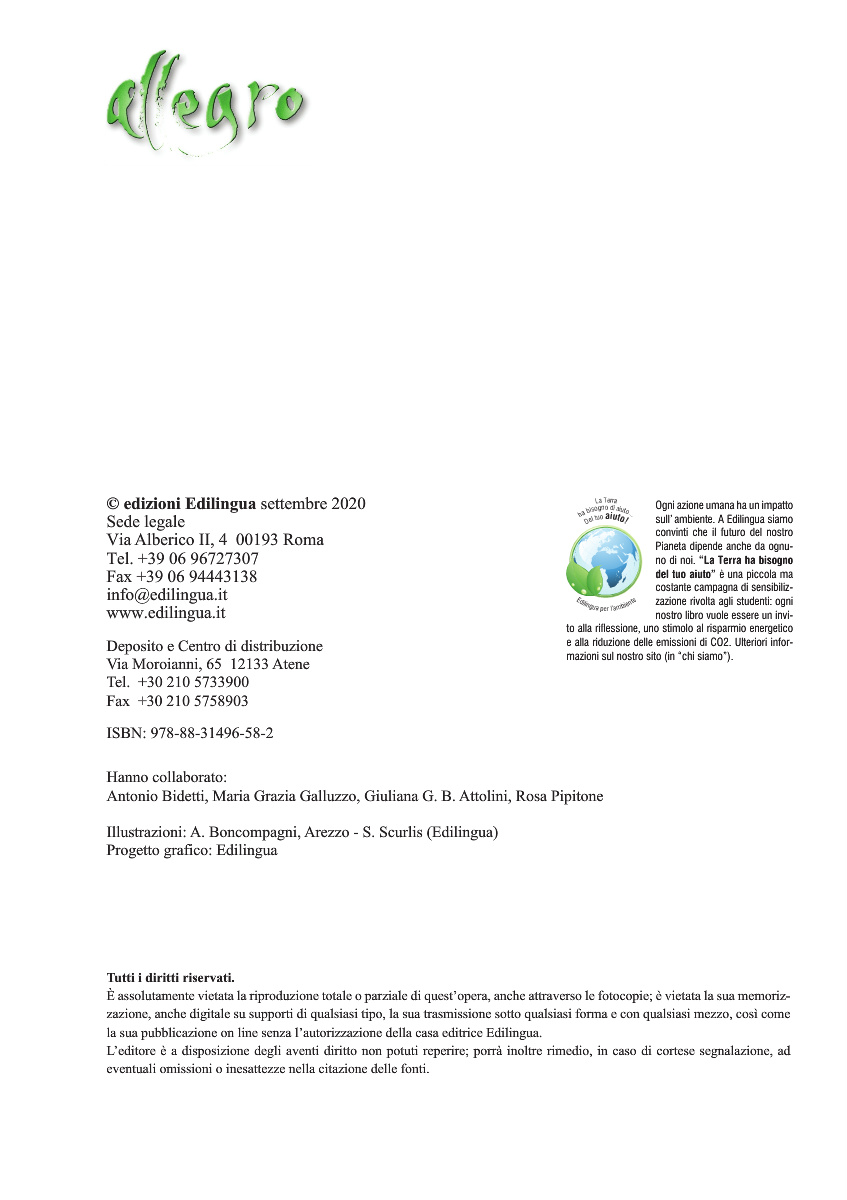 allegro
© edizioni Edilingua settembre 2020
Sede legale
Via Alberico II, 4  00193 Roma
Tel. +39 06 96727307
Fax +39 06 94443138
info@edilingua.it
www.edilingua.it
Deposito e Centro di distribuzione
Via Moroianni, 65  12133 Atene
Tel.  +30 210 5733900
Fax  +30 210 5758903
ISBN: 978-88-31496-58-2
La Terra
ha bisogno di aiuto...
Del tuo aiuto!
Edilingua per l'ambiente
Ogni azione umana ha un impatto
sull' ambiente. A Edilingua siamo
convinti che il futuro del nostro
Pianeta dipende anche da ognu-
no di noi. “La Terra ha bisogno
del tuo aiuto” è una piccola ma
costante campagna di sensibiliz-
zazione rivolta agli studenti: ogni
nostro libro vuole essere un invi-
to alla riflessione, uno stimolo al risparmio energetico
e alla riduzione delle emissioni di CO2. Ulteriori infor-
mazioni sul nostro sito (in “chi siamo”).
Hanno collaborato:
Antonio Bidetti, Maria Grazia Galluzzo, Giuliana G. B. Attolini, Rosa Pipitone
Illustrazioni: A. Boncompagni, Arezzo - S. Scurlis (Edilingua)
Progetto grafico: Edilingua
Tutti i diritti riservati.
È assolutamente vietata la riproduzione totale o parziale di quest’opera, anche attraverso le fotocopie; è vietata la sua memoriz-
zazione, anche digitale su supporti di qualsiasi tipo, la sua trasmissione sotto qualsiasi forma e con qualsiasi mezzo, così come
la sua pubblicazione on line senza l’autorizzazione della casa editrice Edilingua.
L’editore è a disposizione degli aventi diritto non potuti reperire; porrà inoltre rimedio, in caso di cortese segnalazione, ad
eventuali omissioni o inesattezze nella citazione delle fonti.